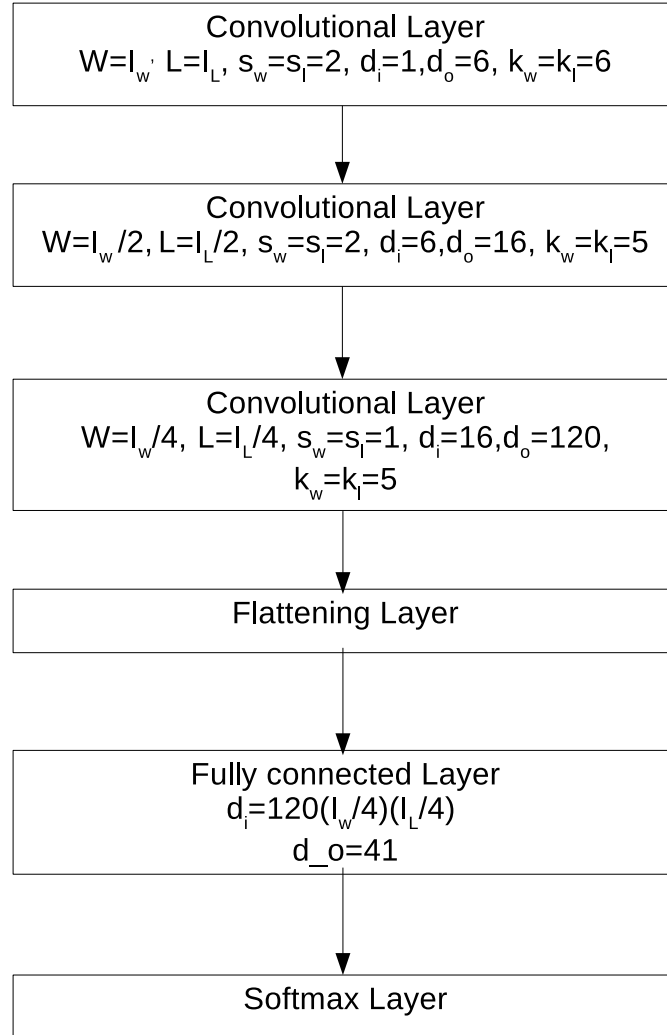 Convolutional Layer
W=I_w, L=I_L, s_w=s_l=2, d_i=1,d_o=6, k_w=k_l=6
Convolutional Layer
W=I_w/2, L=I_L/2, s_w=s_l=2, d_i=6,d_o=16, k_w=k_l=5
Convolutional Layer
W=I_w/4, L=I_L/4, s_w=s_l=1, d_i=16,d_o=120,
k_w=k_l=5
Flattening Layer
Fully connected Layer
d_i=120(I_w/4)(I_L/4)
d_o=41
Softmax Layer